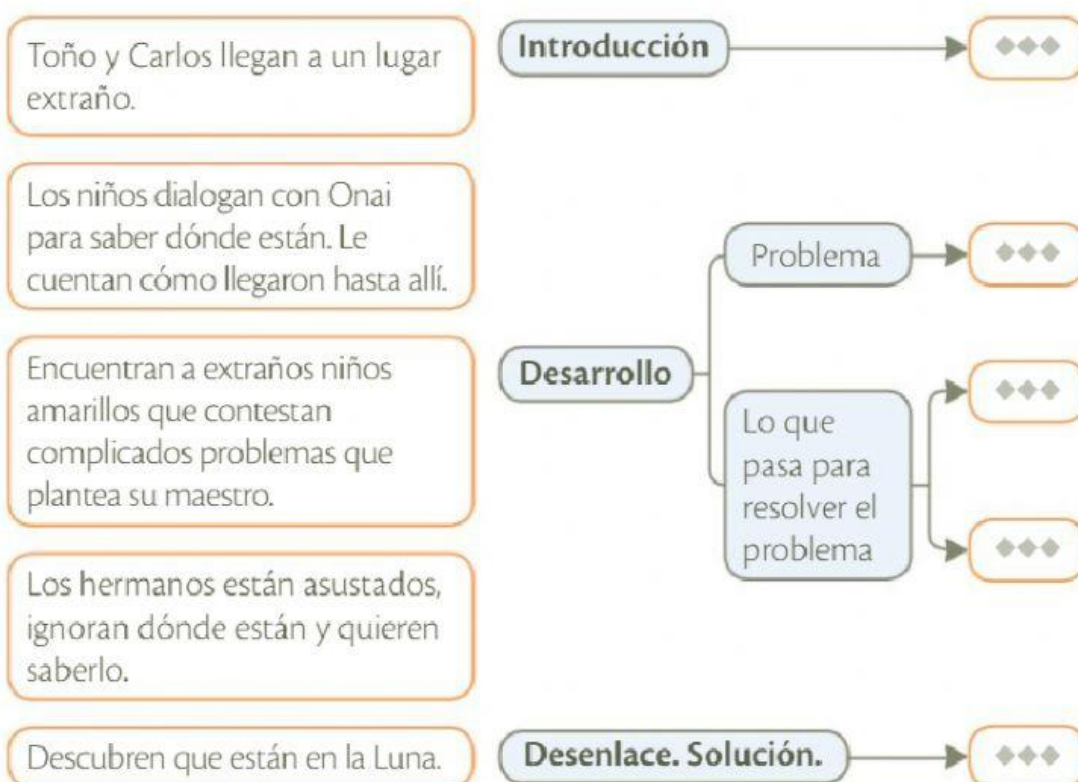 Toño y Carlos llegan a un lugar
extraño.
Los niños dialogan con Onai
para saber dónde están. Le
cuentan cómo llegaron hasta allí.
Encuentran a extraños niños
amarillos que contestan
complicados problemas que
plantea su maestro.
Los hermanos están asustados,
ignoran dónde están y quieren
saberlo.
Descubren que están en la Luna.
Introducción
Desarrollo
Problema
Lo que
pasa para
resolver el
problema
Desenlace. Solución.